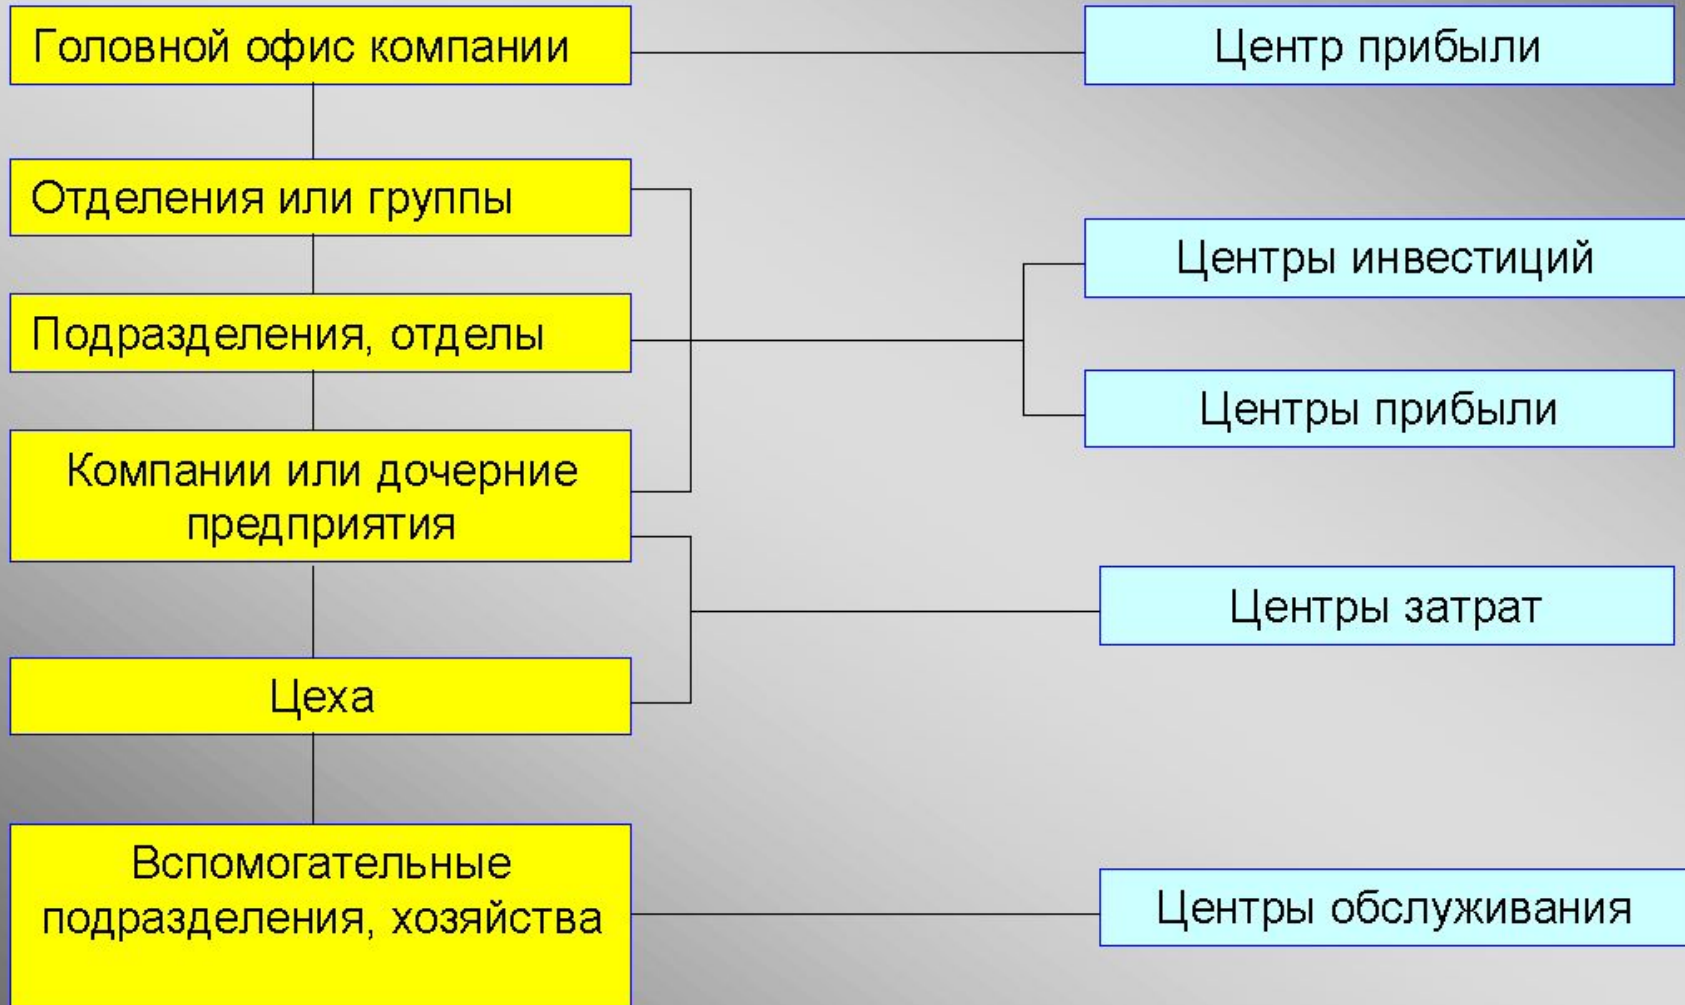 Головной офис компании
Центр прибыли
Отделения или группы
Центры инвестиций
Подразделения, отделы
Центры прибыли
Компании или дочерние
предприятия
Центры затрат
Цеха
Вспомогательные
подразделения, хозяйства
Центры обслуживания